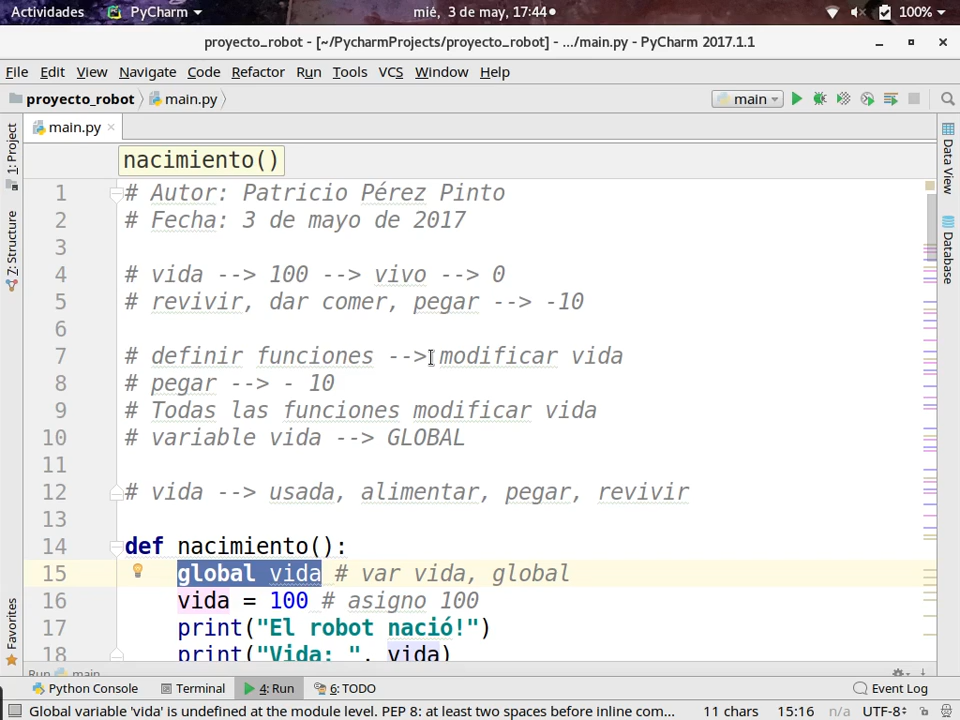 Actividades PyCharm mié, 3 de may, 17:44 100%
proyecto_robot - [~/PycharmProjects/proyecto_robot] - .../main.py - PyCharm 2017.1.1
File Edit View Navigate Code Refactor Run Tools VCS Window Help
proyecto_robot main.py main
main.py
1: Project
7: Structure
Favorites
Data View
Database
nacimiento()
1 # Autor: Patricio Pérez Pinto
2 # Fecha: 3 de mayo de 2017
3
4 # vida --> 100 --> vivo --> 0
5 # revivir, dar comer, pegar --> -10
6
7 # definir funciones --> modificar vida
8 # pegar --> - 10
9 # Todas las funciones modificar vida
10 # variable vida --> GLOBAL
11
12 # vida --> usada, alimentar, pegar, revivir
13
14 def nacimiento():
15 global vida # var vida, global
16 vida = 100 # asigno 100
17 print("El robot nació!")
18 print("Vida: ", vida)
Run main
Python Console Terminal 4: Run 6: TODO Event Log
Global variable 'vida' is undefined at the module level. PEP 8: at least two spaces before inline com... 11 chars 15:16 n/a UTF-8